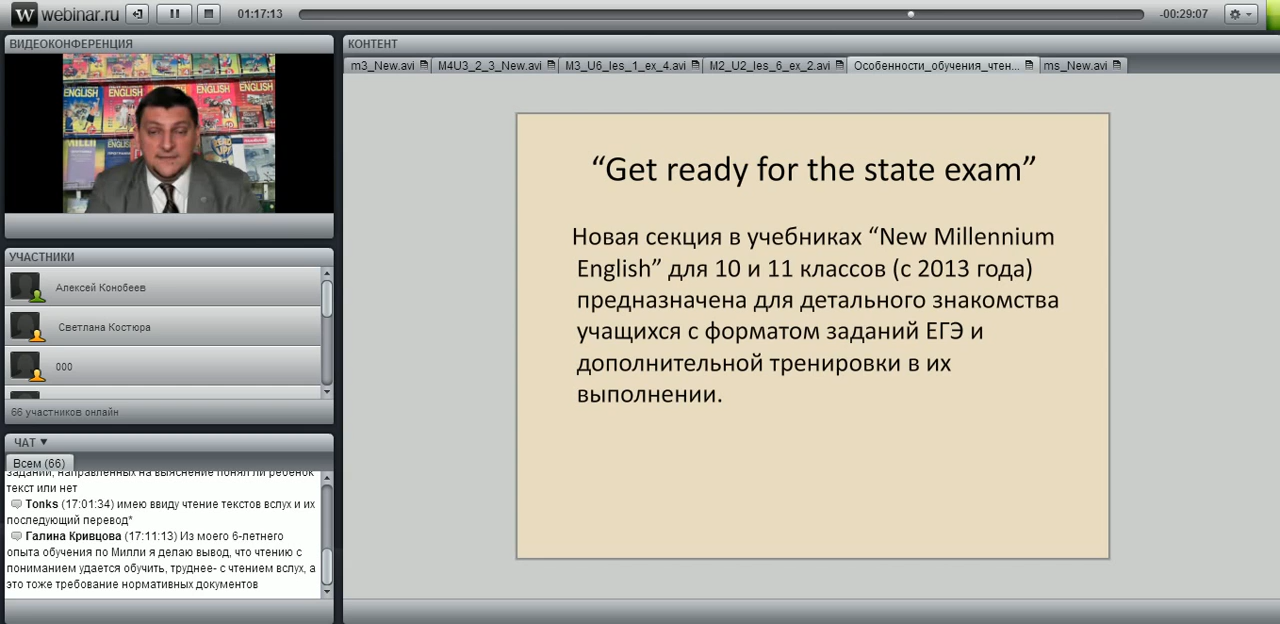 W webinar.ru
01:17:13
-00:29:07
ВИДЕОКОНФЕРЕНЦИЯ
ENGLISH
ENGLISH
ENGLISH
УЧАСТНИКИ
Алексей Конобеев
Светлана Костюра
000
66 участников онлайн
ЧАТ
Всем (66)
заданий, направленных на выяснение понял ли ребенок
текст или нет
Tonks (17:01:34) имею ввиду чтение текстов вслух и их
последующий перевод*
Галина Кривцова (17:11:13) Из моего 6-летнего
опыта обучения по Милли я делаю вывод, что чтению с
пониманием удается обучить, труднее- с чтением вслух, а
это тоже требование нормативных документов
КОНТЕНТ
m3_New.avi
M4U3_2_3_New.avi
M3_U6_les_1_ex_4.avi
M2_U2_les_6_ex_2.avi
Особенности_обучения_чтен...
ms_New.avi
“Get ready for the state exam”
Новая секция в учебниках “New Millennium
English” для 10 и 11 классов (с 2013 года)
предназначена для детального знакомства
учащихся с форматом заданий ЕГЭ и
дополнительной тренировки в их
выполнении.